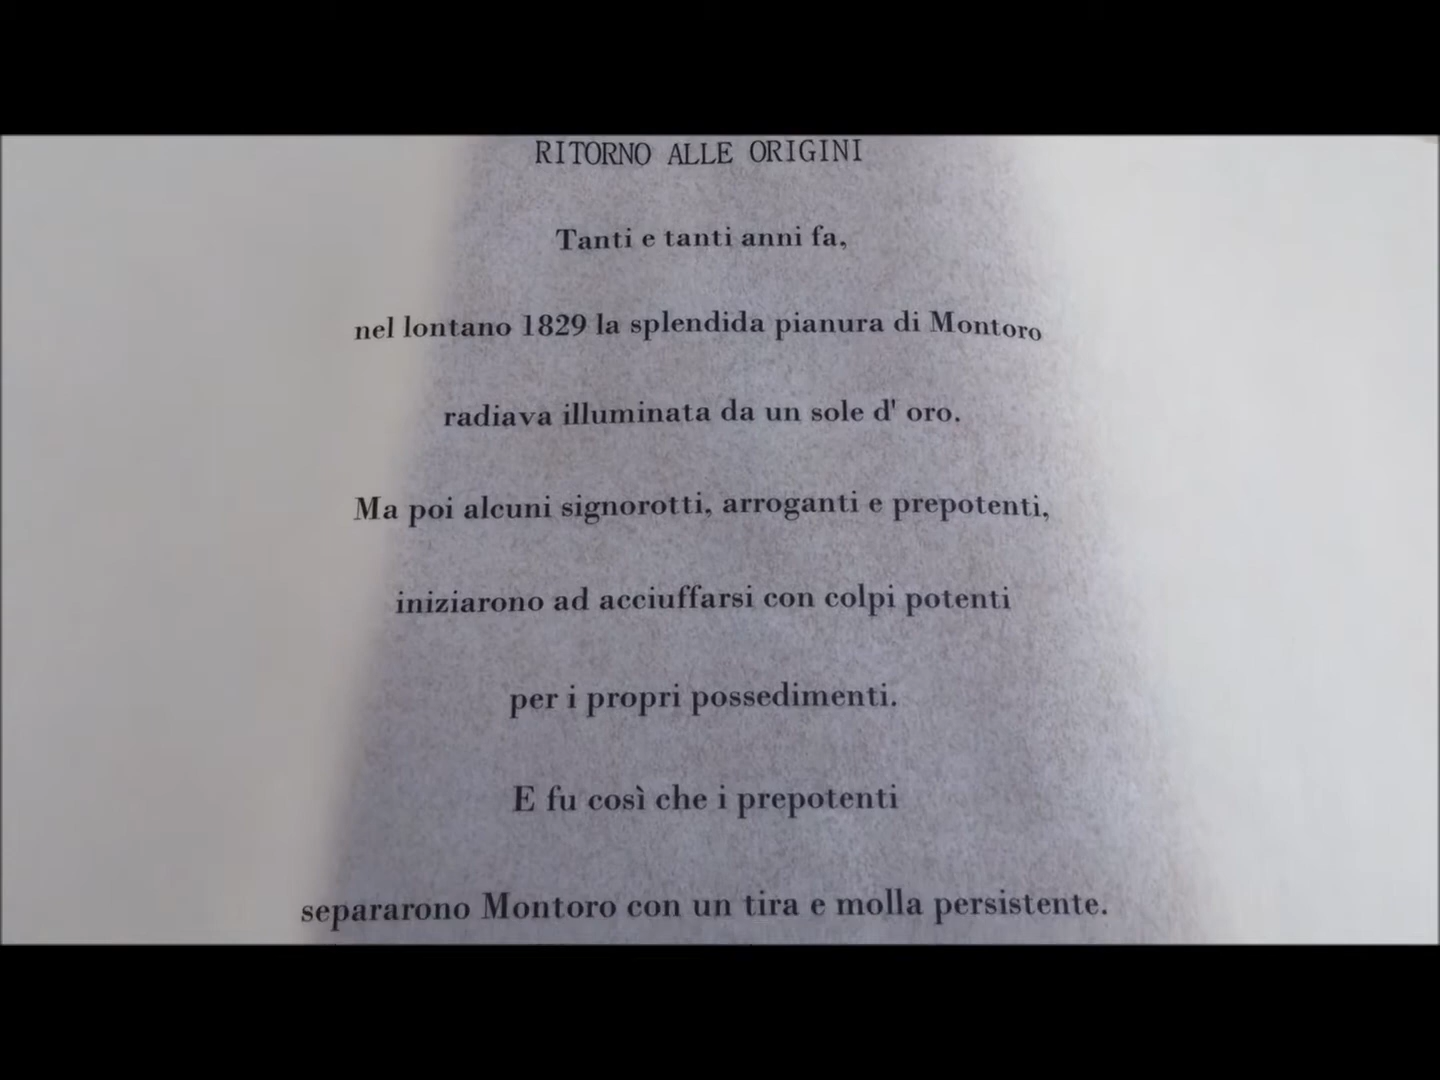 RITORNO ALLE ORIGINI
Tanti e tanti anni fa,
nel lontano 1829 la splendida pianura di Montoro
radiava illuminata da un sole d' oro.
Ma poi alcuni signorotti, arroganti e prepotenti,
iniziarono ad acciuffarsi con colpi potenti
per i propri possedimenti.
E fu così che i prepotenti
separarono Montoro con un tira e molla persistente.